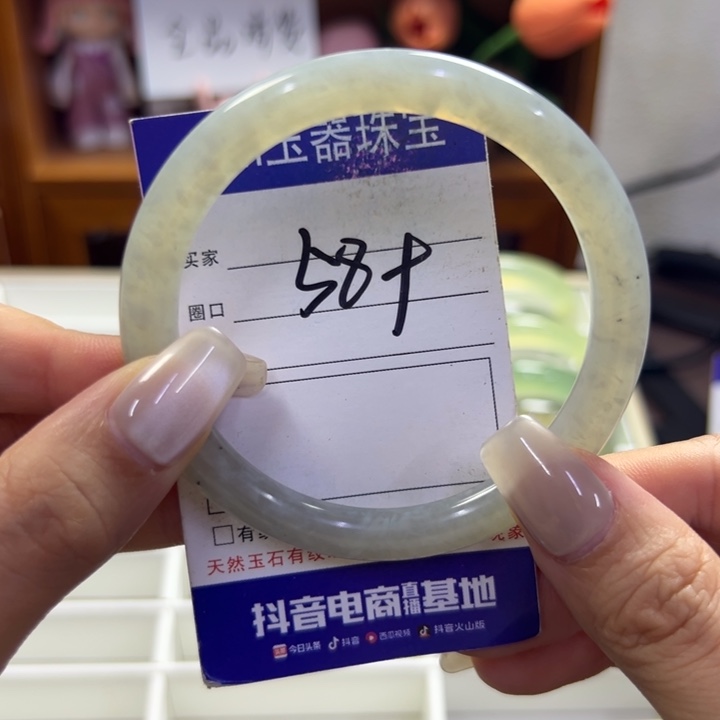 玉器珠宝
买家
58+
圈口
有纹
天然玉石有纹
抖音电商直播基地
今日头条 抖音 西瓜视频 抖音火山版